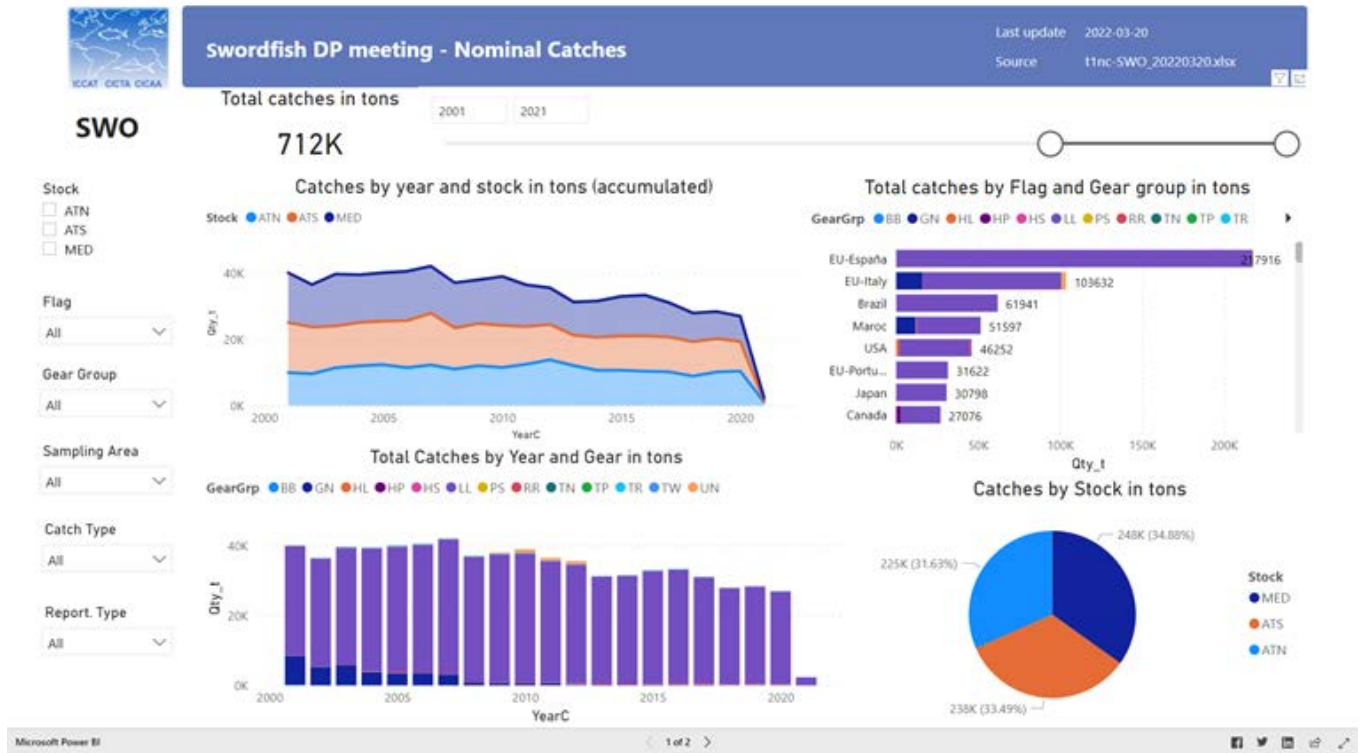 ICCAT CICTA CICAA
Swordfish DP meeting - Nominal Catches
Last update 2022-03-20
Source t1nc-SWO_20220320.xlsx
SWO
Total catches in tons
712K
2001 2021
Stock
ATN
ATS
MED
Flag
All
Gear Group
All
Sampling Area
All
Catch Type
All
Report. Type
All
Catches by year and stock in tons (accumulated)
Stock ATN ATS MED
40K
20K
0K
Qty_t
2000 2005 2010 2015 2020
YearC
Total catches by Flag and Gear group in tons
GearGrp BB GN HL HP HS LL PS RR TN TP TR
EU-España 217916
EU-Italy 103632
Brazil 61941
Maroc 51597
USA 46252
EU-Portu... 31622
Japan 30798
Canada 27076
0K 50K 100K 150K 200K
Qty_t
Total Catches by Year and Gear in tons
GearGrp BB GN HL HP HS LL PS RR TN TP TR TW UN
40K
20K
0K
Qty_t
2000 2005 2010 2015 2020
YearC
Catches by Stock in tons
248K (34.88%)
225K (31.63%)
238K (33.49%)
Stock
MED
ATS
ATN
Microsoft Power BI
1 of 2